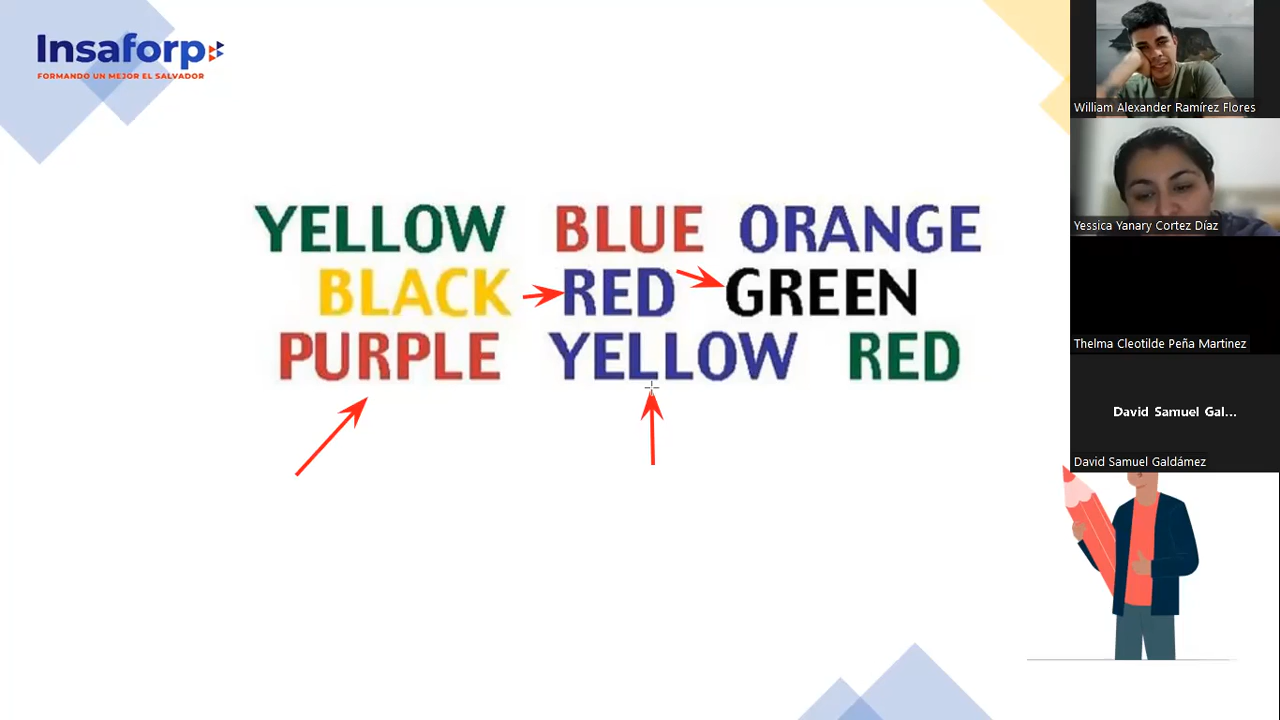 Insaforp
FORMANDO UN MEJOR EL SALVADOR
YELLOW BLUE ORANGE
BLACK RED GREEN
PURPLE YELLOW RED
William Alexander Ramírez Flores
Yessica Yanary Cortez Díaz
Thelma Cleotilde Peña Martinez
David Samuel Gal...
David Samuel Galdámez